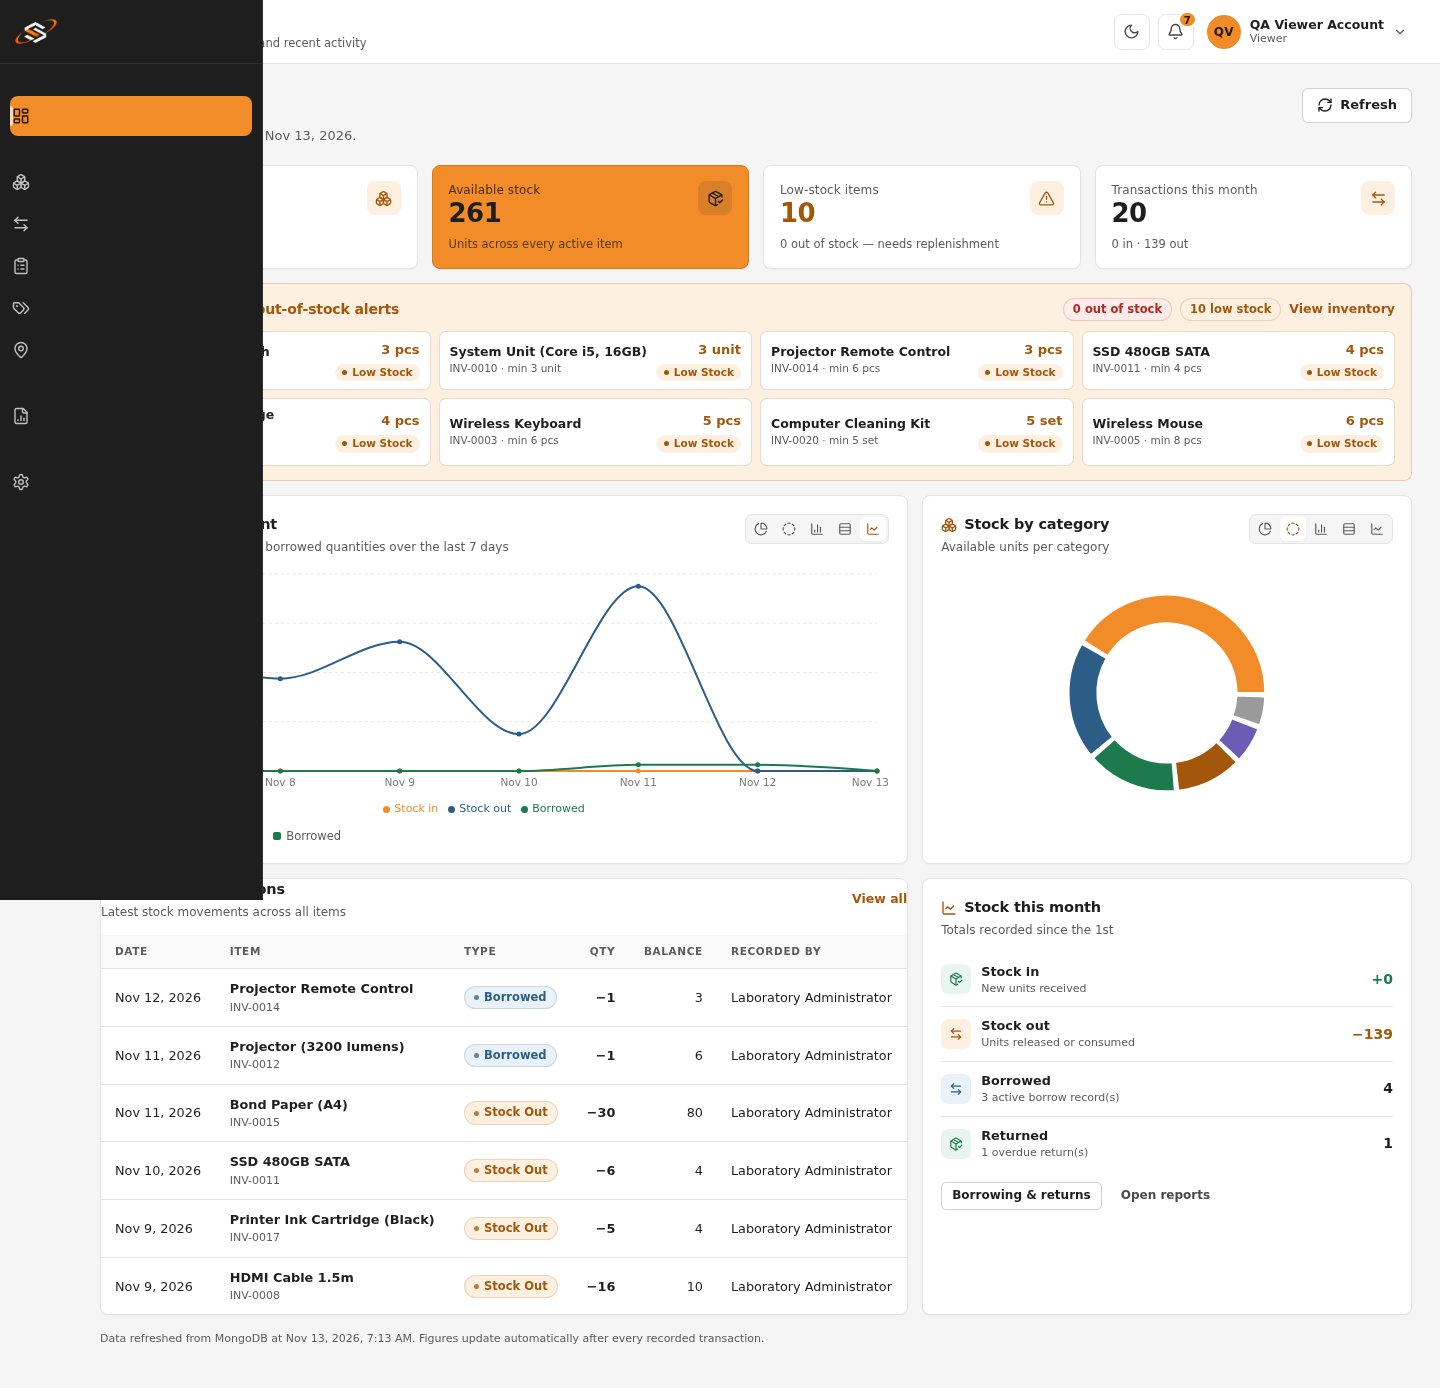 and recent activity
7
QV
QA Viewer Account
Viewer
Refresh
Nov 13, 2026.
Available stock
261
Units across every active item
Low-stock items
10
0 out of stock — needs replenishment
Transactions this month
20
0 in · 139 out
out-of-stock alerts
0 out of stock
10 low stock
View inventory
3 pcs
Low Stock
System Unit (Core i5, 16GB)
INV-0010 · min 3 unit
3 unit
Low Stock
Projector Remote Control
INV-0014 · min 6 pcs
3 pcs
Low Stock
SSD 480GB SATA
INV-0011 · min 4 pcs
4 pcs
Low Stock
4 pcs
Low Stock
Wireless Keyboard
INV-0003 · min 6 pcs
5 pcs
Low Stock
Computer Cleaning Kit
INV-0020 · min 5 set
5 set
Low Stock
Wireless Mouse
INV-0005 · min 8 pcs
6 pcs
Low Stock
borrowed quantities over the last 7 days
Nov 8
Nov 9
Nov 10
Nov 11
Nov 12
Nov 13
Stock in
Stock out
Borrowed
Borrowed
Stock by category
Available units per category
ons
View all
Latest stock movements across all items
DATE ITEM TYPE QTY BALANCE RECORDED BY
Nov 12, 2026 Projector Remote Control Borrowed −1 3 Laboratory Administrator
INV-0014
Nov 11, 2026 Projector (3200 lumens) Borrowed −1 6 Laboratory Administrator
INV-0012
Nov 11, 2026 Bond Paper (A4) Stock Out −30 80 Laboratory Administrator
INV-0015
Nov 10, 2026 SSD 480GB SATA Stock Out −6 4 Laboratory Administrator
INV-0011
Nov 9, 2026 Printer Ink Cartridge (Black) Stock Out −5 4 Laboratory Administrator
INV-0017
Nov 9, 2026 HDMI Cable 1.5m Stock Out −16 10 Laboratory Administrator
INV-0008
Stock this month
Totals recorded since the 1st
Stock in
New units received
+0
Stock out
Units released or consumed
−139
Borrowed
3 active borrow record(s)
4
Returned
1 overdue return(s)
1
Borrowing & returns
Open reports
Data refreshed from MongoDB at Nov 13, 2026, 7:13 AM. Figures update automatically after every recorded transaction.